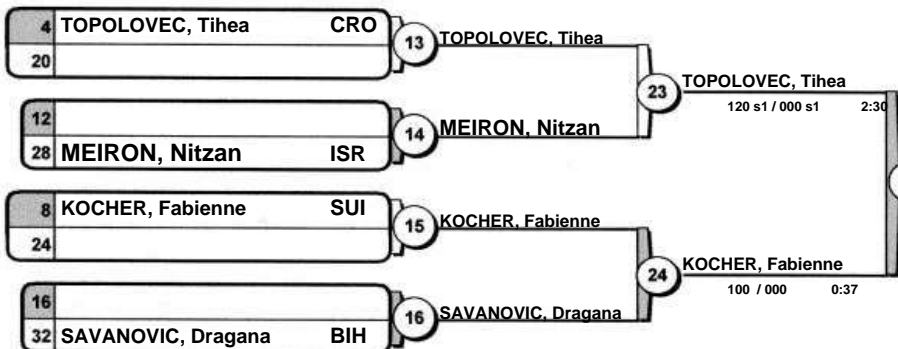 4 TOPOLOVEC, Tihea CRO
20
13 TOPOLOVEC, Tihea
12
28 MEIRON, Nitzan ISR
14 MEIRON, Nitzan
23 TOPOLOVEC, Tihea
120 s1 / 000 s1 2:30
8 KOCHER, Fabienne SUI
24
15 KOCHER, Fabienne
16
32 SAVANOVIC, Dragana BIH
16 SAVANOVIC, Dragana
24 KOCHER, Fabienne
100 / 000 0:37